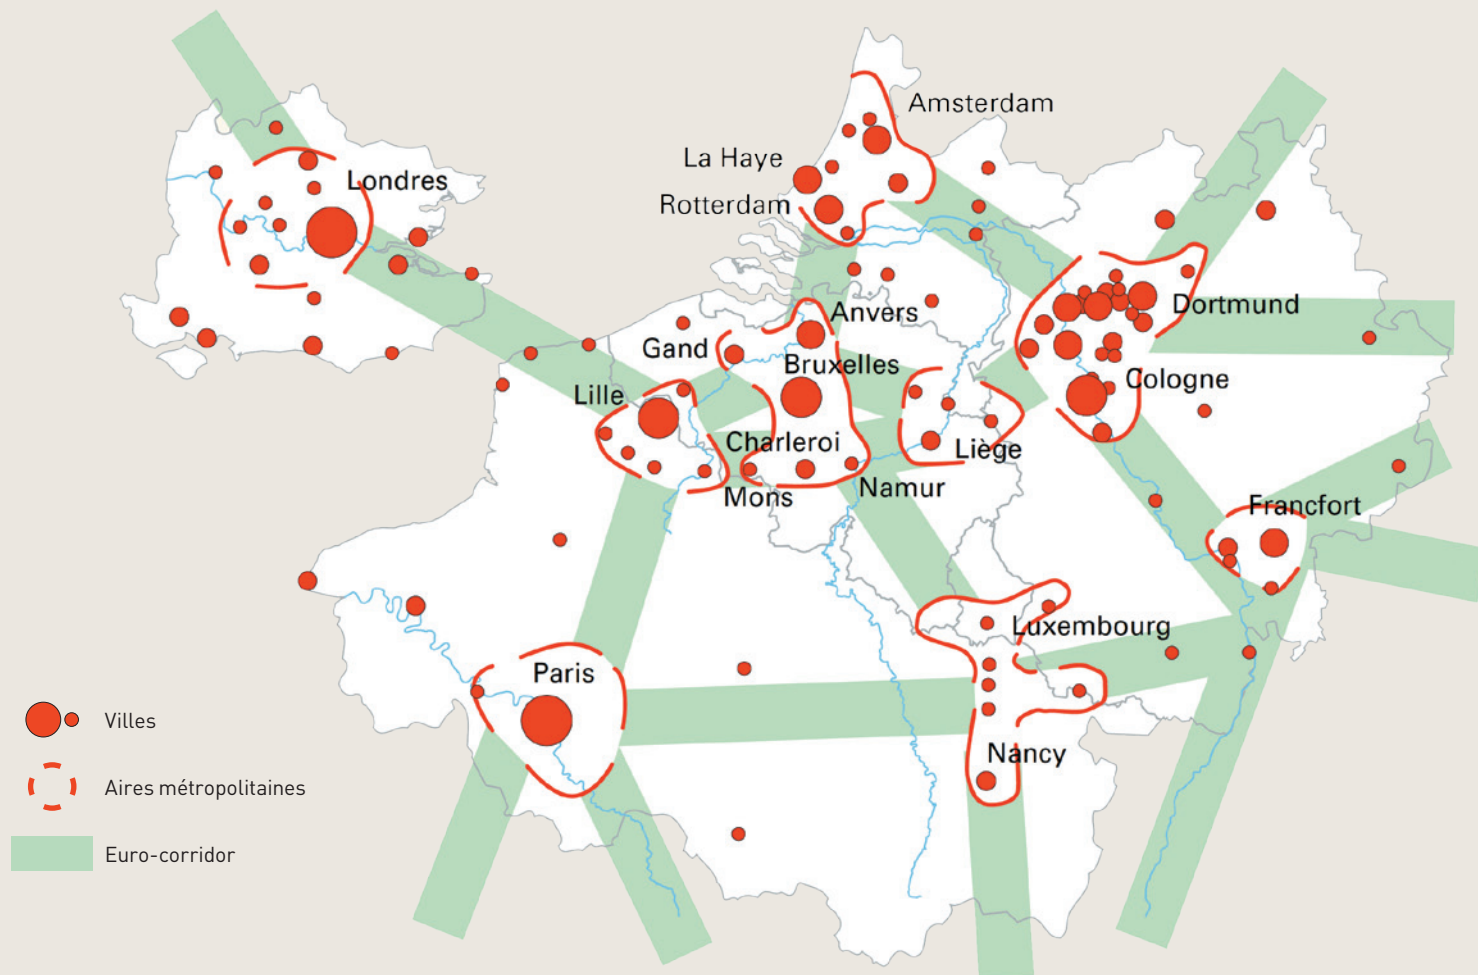 Amsterdam
La Haye
Londres
Rotterdam
Anvers
Dortmund
Gand
Bruxelles
Cologne
Lille
Charleroi
Liège
Mons
Namur
Francfort
Luxembourg
Paris
Nancy
Villes
Aires métropolitaines
Euro-corridor